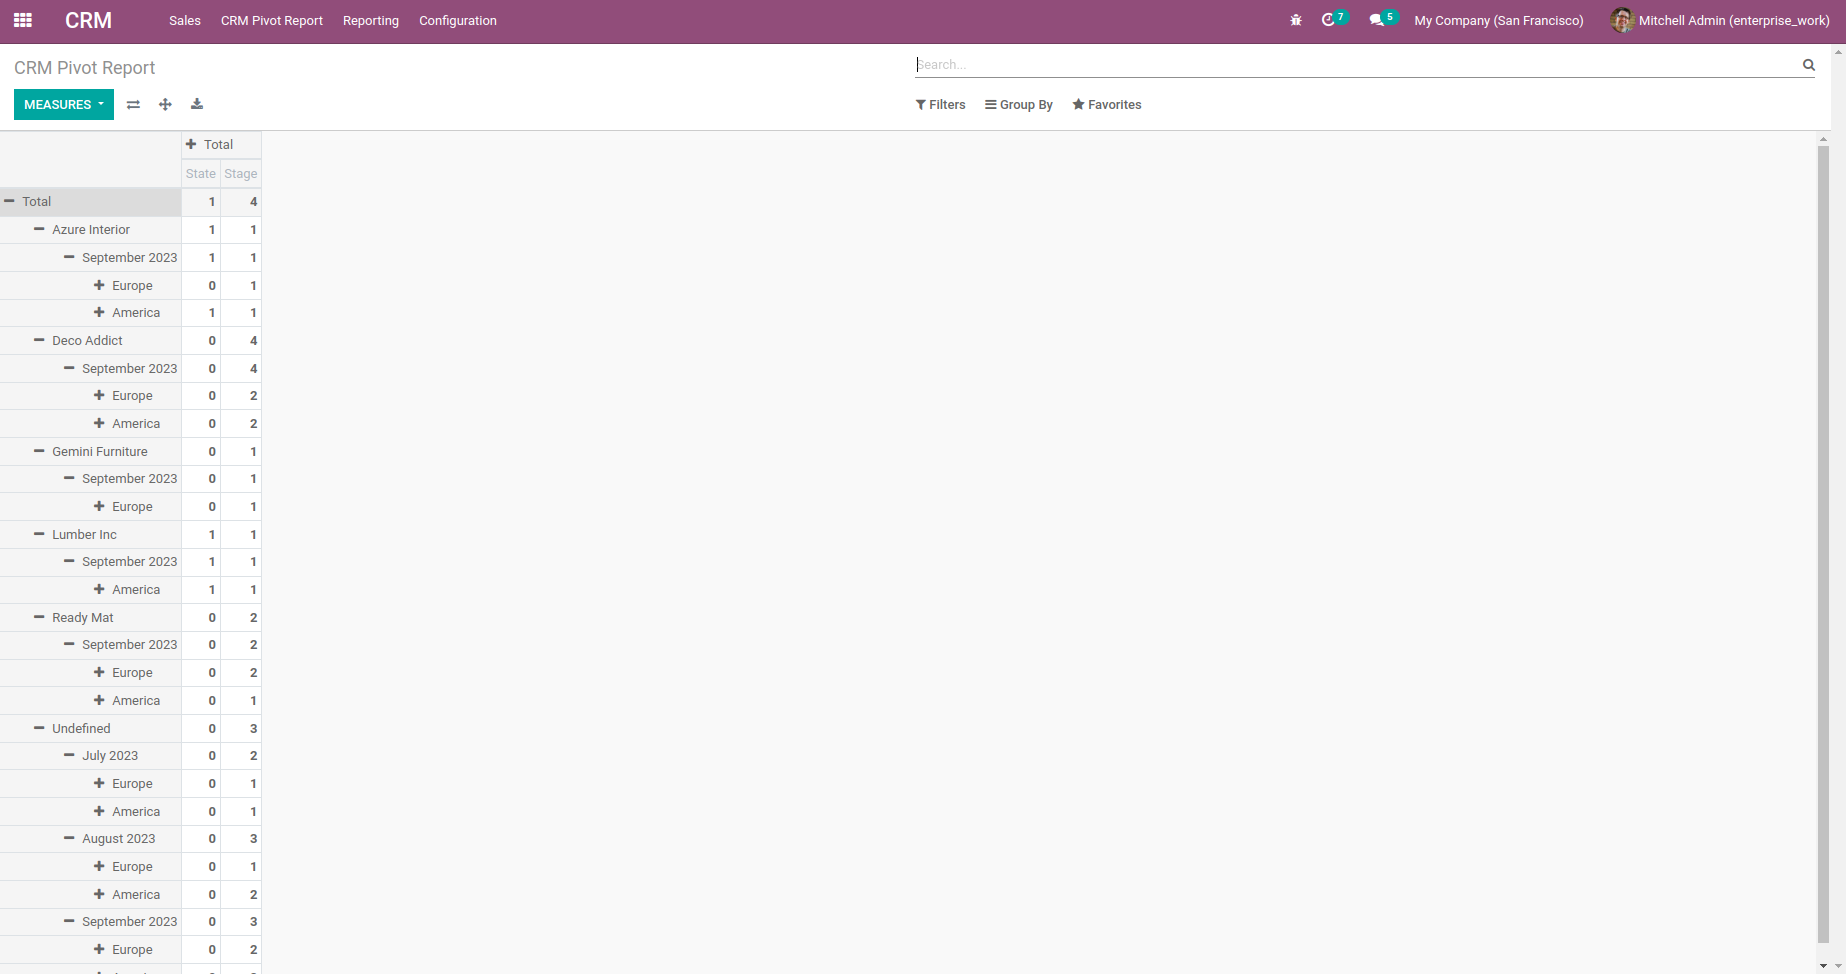 CRM Sales CRM Pivot Report Reporting Configuration 7 5 My Company (San Francisco) Mitchell Admin (enterprise_work)
CRM Pivot Report
Search...
MEASURES Filters Group By Favorites
Total
State Stage
Total 1 4
Azure Interior 1 1
September 2023 1 1
Europe 0 1
America 1 1
Deco Addict 0 4
September 2023 0 4
Europe 0 2
America 0 2
Gemini Furniture 0 1
September 2023 0 1
Europe 0 1
Lumber Inc 1 1
September 2023 1 1
America 1 1
Ready Mat 0 2
September 2023 0 2
Europe 0 2
America 0 1
Undefined 0 3
July 2023 0 2
Europe 0 1
America 0 1
August 2023 0 3
Europe 0 1
America 0 2
September 2023 0 3
Europe 0 2